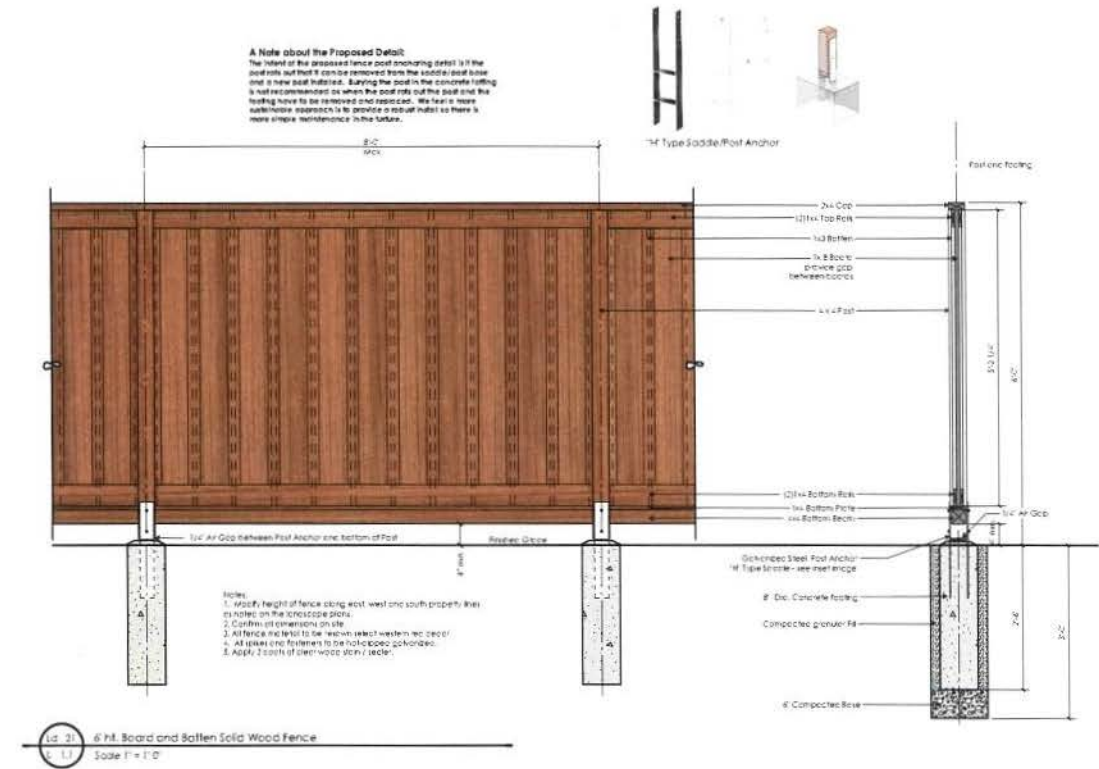 A Note about the Proposed Detail:
The intent of the proposed fence post anchoring detail is if the
post rots out that it can be removed from the saddle/post base
and a new post installed. Burying the post in the concrete footing
is not recommended as when the post rots out the post and the
footing have to be removed and replaced. We feel a more
sustainable approach is to provide a robust install so there is
more simple maintenance in the future.
"H" Type Saddle/Post Anchor
8'-0"
Max.
Post and Footing
2x4 Cap
(2)1x4 Top Rails
1x3 Batten
1x 8 Board
provide gap
between boards
4 x 4 Post
5'-2 1/4"
6'-0"
(2)1x4 Bottom Rails
Bottom Plate
Bottom Beam
1/4" Air Gap
1/4" Air Gap between Post Anchor and bottom of Post
Finished Grade
4" min.
Galvanized Steel Post Anchor
"H" Type Saddle - see inset image
8" Dia. Concrete Footing
Compacted granular Fill
2'-6"
3'-0"
6" Compacted Base
Notes:
1. Modify height of fence along east, west and south property lines
as noted on the landscape plans.
2. Confirm all dimensions on site.
3. All fence material to be resawn select western red cedar
4. All spikes and fasteners to be hot-dipped galvanized.
5. Apply 2 coats of clear wood stain / sealer.
6' ht. Board and Batten Solid Wood Fence
Scale 1" = 1'0"